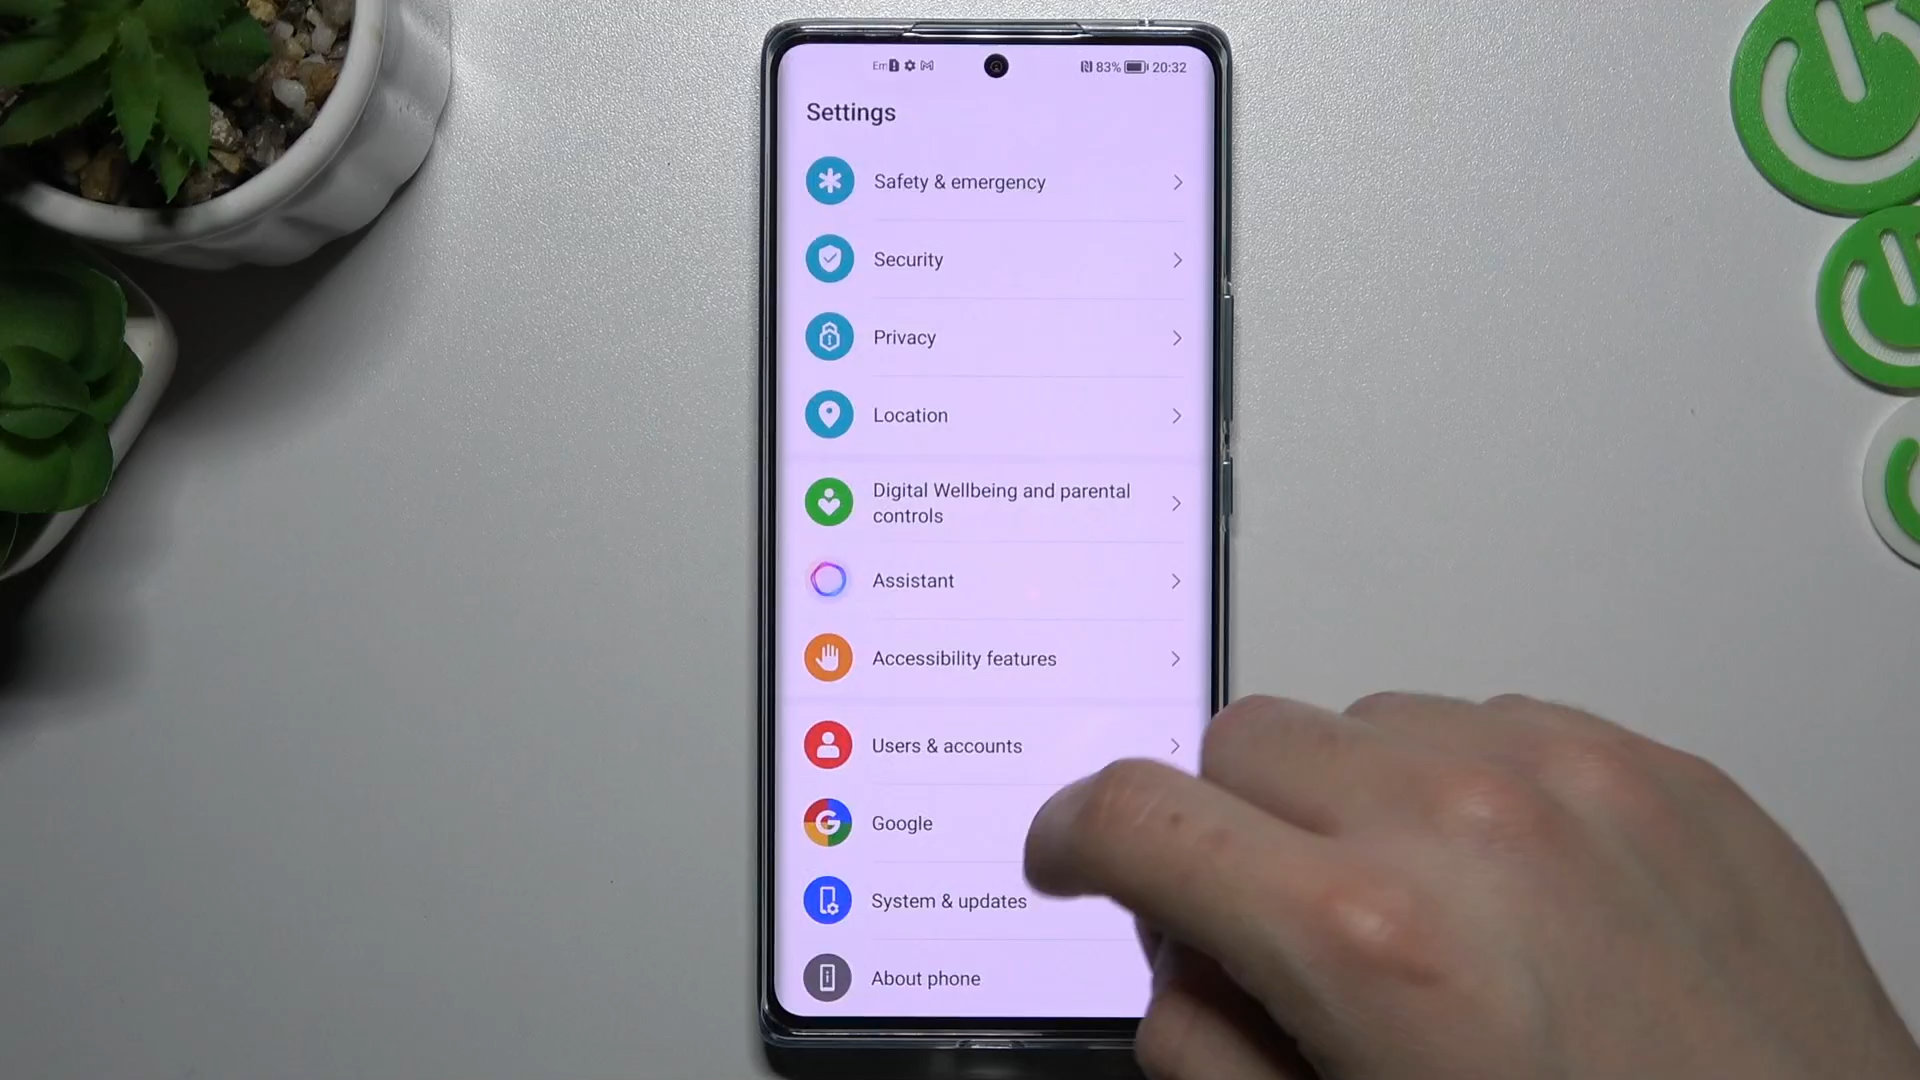 Em 83% 20:32
Settings
Safety & emergency
Security
Privacy
Location
Digital Wellbeing and parental
controls
Assistant
Accessibility features
Users & accounts
Google
System & updates
About phone